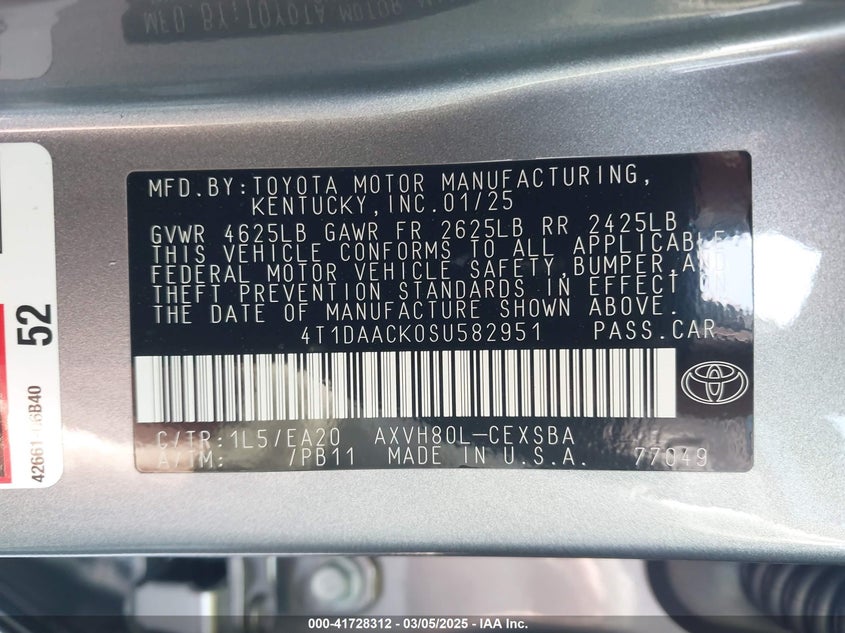 MFD.BY:TOYOTA MOTOR MANUFACTURING,
KENTUCKY,INC.01/25
GVWR 4625LB GAWR FR 2625LB RR 2425LB
THIS VEHICLE CONFORMS TO ALL APPLICABLE
FEDERAL MOTOR VEHICLE SAFETY,BUMPER,AND
THEFT PREVENTION STANDARDS IN EFFECT ON
THE DATE OF MANUFACTURE SHOWN ABOVE.
4T1DAACK0SU582951 PASS.CAR
C/TR:1L5/EA20 AXVH80L-CEXSBA
A/TM: /PB11 MADE IN U.S.A. 77049
52
000-41728312 — 03/05/2025 — IAA Inc.